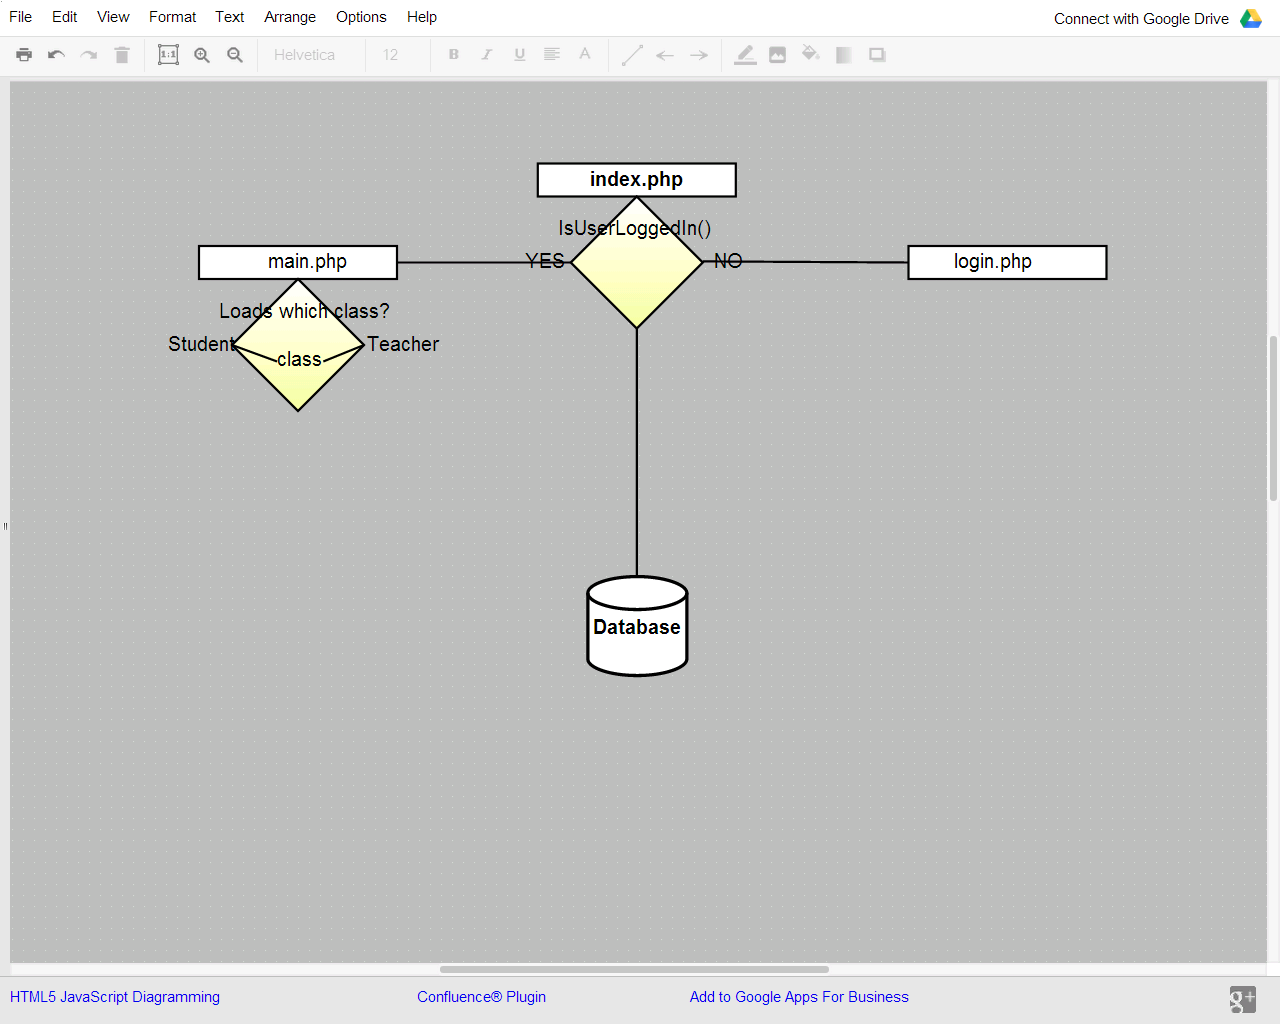 File Edit View Format Text Arrange Options Help
Connect with Google Drive
1:1 Helvetica 12 B I U A
index.php
IsUserLoggedIn()
main.php YES NO login.php
Loads which class?
Student Teacher
class
Database
HTML5 JavaScript Diagramming Confluence® Plugin Add to Google Apps For Business g+